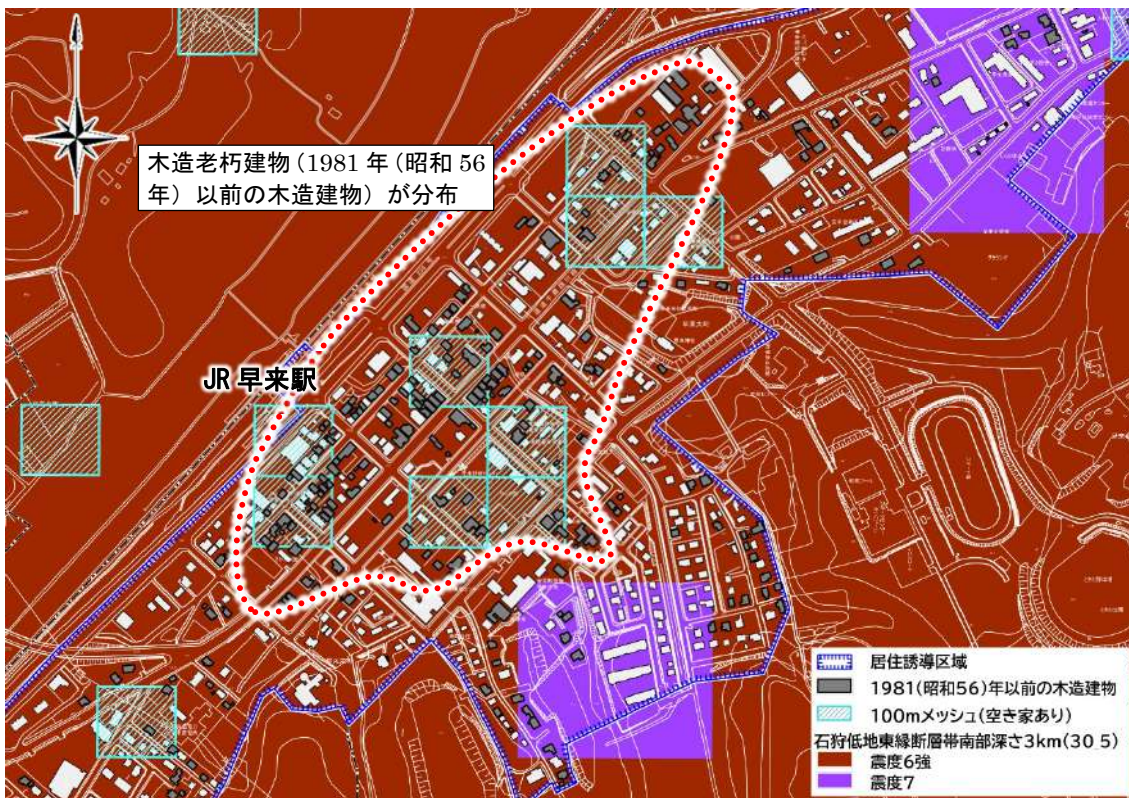 木造老朽建物（1981 年（昭和 56
年）以前の木造建物）が分布
JR 早来駅
居住誘導区域
1981(昭和56)年以前の木造建物
100mメッシュ(空き家あり)
石狩低地東縁断層帯南部深さ3km(30_5)
震度6強
震度7